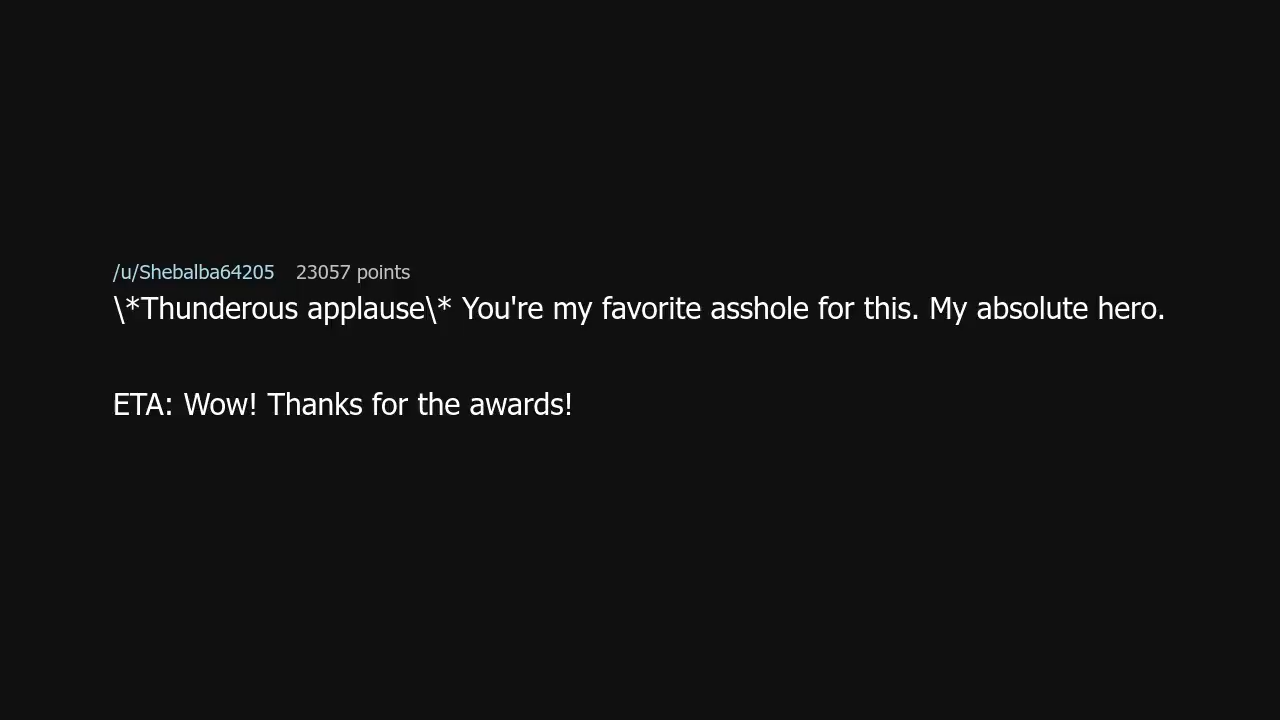 /u/Shebalba64205 23057 points
\*Thunderous applause\* You're my favorite asshole for this. My absolute hero.
ETA: Wow! Thanks for the awards!